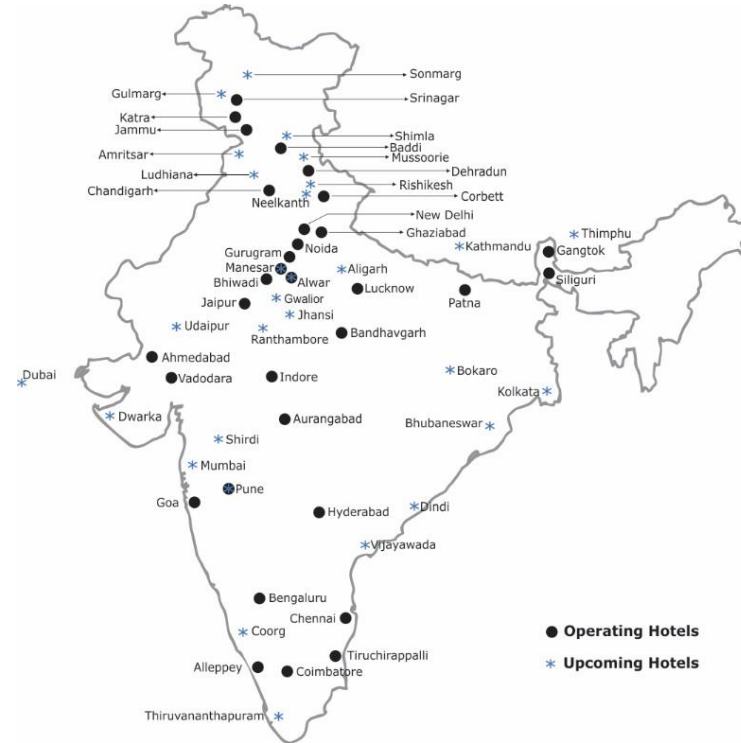 Sonmarg
Gulmarg
Srinagar
Katra
Jammu
Shimla
Baddi
Amritsar
Mussoorie
Ludhiana
Dehradun
Rishikesh
Chandigarh
Neelkanth
Corbett
New Delhi
Ghaziabad
Noida
Thimphu
Kathmandu
Gangtok
Gurugram
Manesar
Aligarh
Bhiwadi
Alwar
Siliguri
Lucknow
Gwalior
Patna
Jaipur
Jhansi
Udaipur
Ranthambore
Bandhavgarh
Ahmedabad
Dubai
Vadodara
Indore
Bokaro
Kolkata
Dwarka
Aurangabad
Bhubaneswar
Shirdi
Mumbai
Pune
Goa
Hyderabad
Dindi
Vijayawada
Bengaluru
Chennai
Coorg
Operating Hotels
Tiruchirappalli
Upcoming Hotels
Alleppey
Coimbatore
Thiruvananthapuram